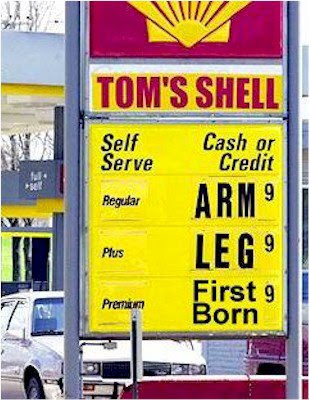 TOM'S SHELL
Self Serve
Cash or Credit
Regular ARM 9
Plus LEG 9
Premium First Born 9
full
self